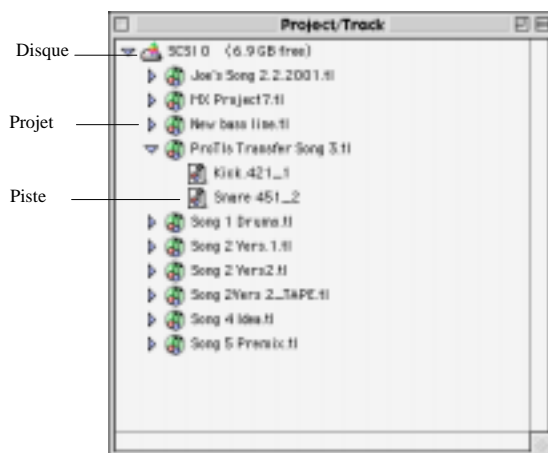 Project/Track
Disque
SCSI 0 (6.9 GB free)
Joe's Song 2.2.2001.tl
MX Project7.tl
Projet
New bass line.tl
ProTls Transfer Song 3.tl
Kick.421_1
Piste
Snare 451_2
Song 1 Drums.tl
Song 2 Vers.1.tl
Song 2 Vers2.tl
Song 2Vers 2_TAPE.tl
Song 4 Idea.tl
Song 5 Premix.tl